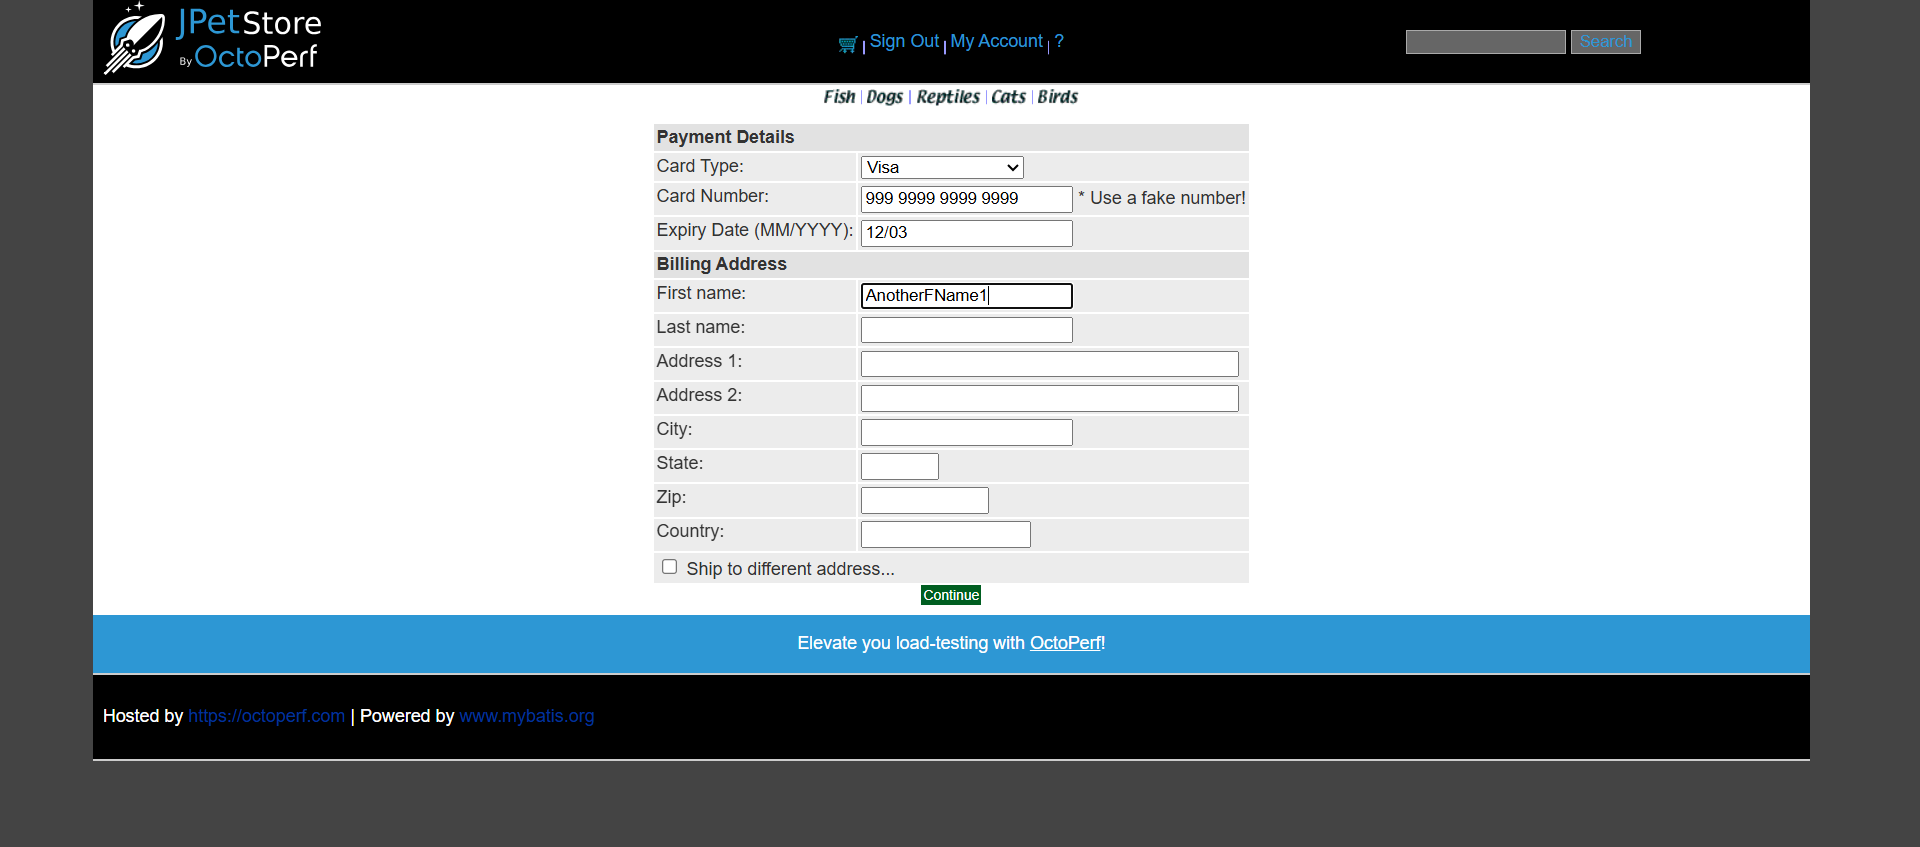 JPetStore
By OctoPerf
Sign Out | My Account | ?
Search
Fish | Dogs | Reptiles | Cats | Birds
Payment Details
Card Type: Visa
Card Number: 999 9999 9999 9999 * Use a fake number!
Expiry Date (MM/YYYY): 12/03
Billing Address
First name: AnotherFName1
Last name:
Address 1:
Address 2:
City:
State:
Zip:
Country:
Ship to different address...
Continue
Elevate you load-testing with OctoPerf!
Hosted by https://octoperf.com | Powered by www.mybatis.org